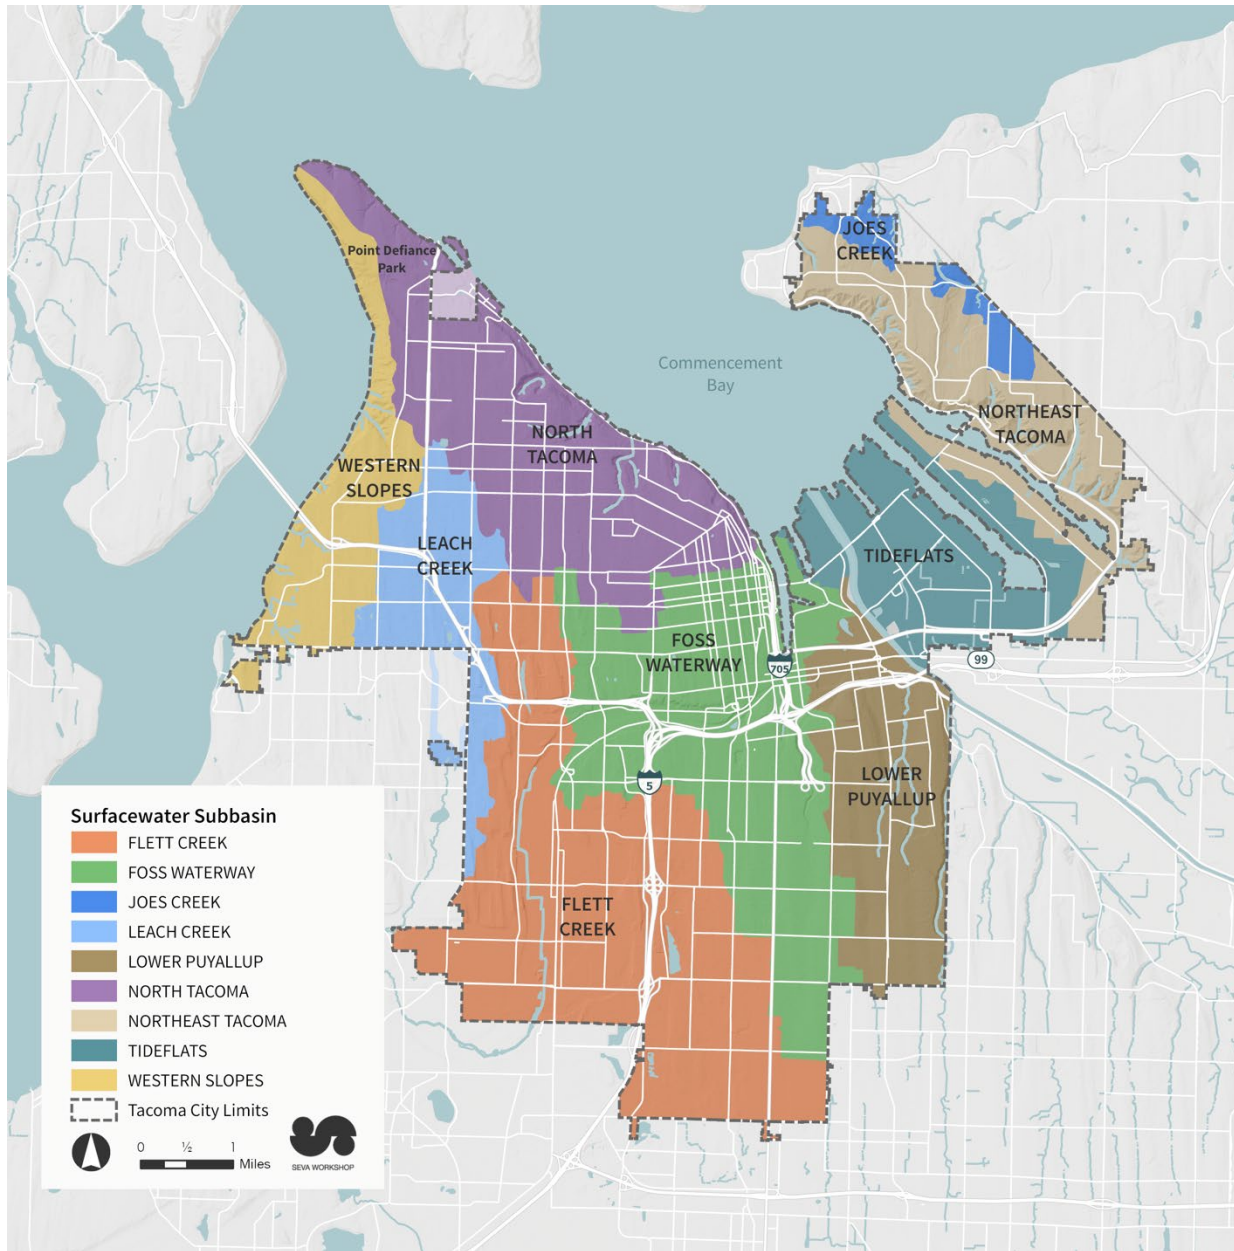 Point Defiance
Park
JOES
CREEK
Commencement
Bay
NORTHEAST
TACOMA
NORTH
TACOMA
WESTERN
SLOPES
LEACH
CREEK
TIDEFLATS
FOSS
WATERWAY
705
99
5
LOWER
PUYALLUP
FLETT
CREEK
Surfacewater Subbasin
FLETT CREEK
FOSS WATERWAY
JOES CREEK
LEACH CREEK
LOWER PUYALLUP
NORTH TACOMA
NORTHEAST TACOMA
TIDEFLATS
WESTERN SLOPES
Tacoma City Limits
0 ½ 1
Miles
SEVA WORKSHOP